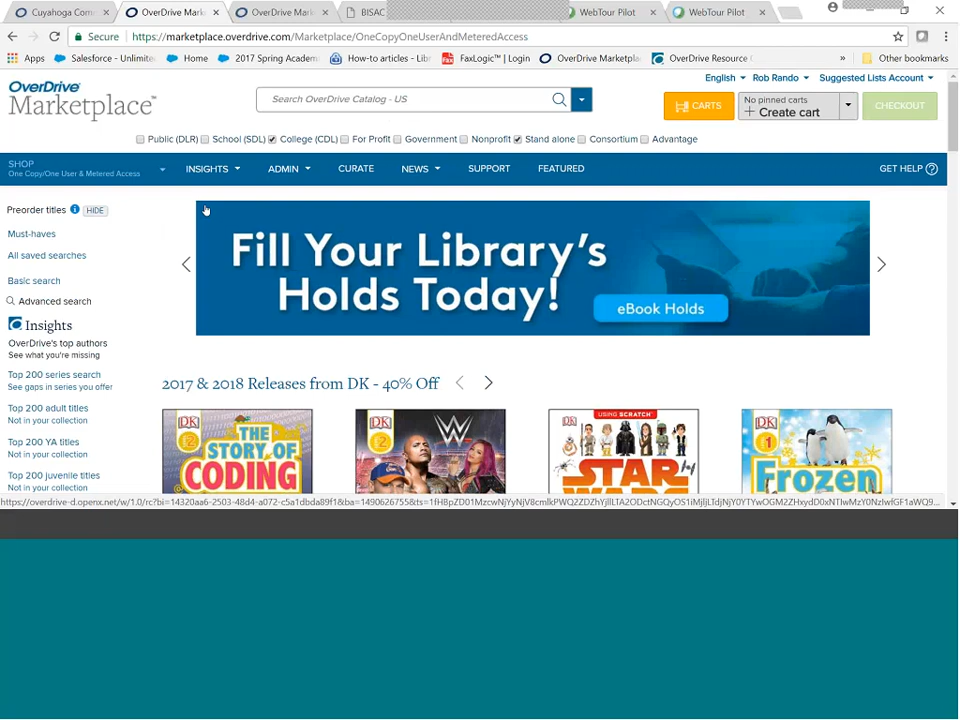 Cuyahoga Com
OverDrive Mark
OverDrive Mark
BISAC
WebTour Pilot
WebTour Pilot
Secure
https://marketplace.overdrive.com/Marketplace/OneCopyOneUserAndMeteredAccess
Apps
Salesforce - Unlimite
Home
2017 Spring Academ
How-to articles - Libr
FaxLogic™ | Login
OverDrive Marketpla
OverDrive Resource
»
Other bookmarks
English
Rob Rando
Suggested Lists Account
OverDrive
Marketplace™
Search OverDrive Catalog - US
CARTS
No pinned carts
+ Create cart
CHECKOUT
Public (DLR)
School (SDL)
College (CDL)
For Profit
Government
Nonprofit
Stand alone
Consortium
Advantage
SHOP
One Copy/One User & Metered Access
INSIGHTS
ADMIN
CURATE
NEWS
SUPPORT
FEATURED
GET HELP ?
Preorder titles i HIDE
Must-haves
All saved searches
Basic search
Advanced search
Insights
OverDrive's top authors
See what you're missing
Top 200 series search
See gaps in series you offer
Top 200 adult titles
Not in your collection
Top 200 YA titles
Not in your collection
Top 200 juvenile titles
Not in your collection
Fill Your Library's
Holds Today!
eBook Holds
2017 & 2018 Releases from DK - 40% Off
DK
2
THE
STORY OF
CODING
DK
2
W
DK
USING SCRATCH™
STAR
WARS
DK
1
Frozen